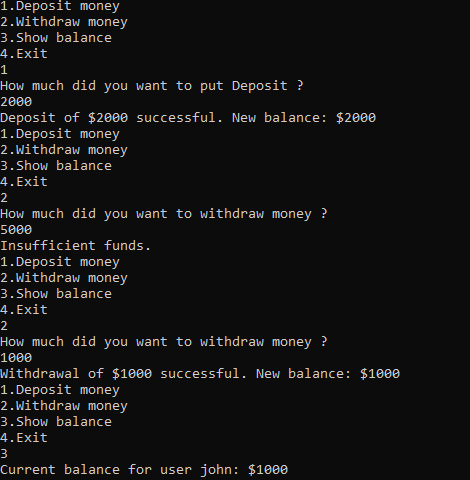 1.Deposit money
2.Withdraw money
3.Show balance
4.Exit
1
How much did you want to put Deposit ?
2000
Deposit of $2000 successful. New balance: $2000
1.Deposit money
2.Withdraw money
3.Show balance
4.Exit
2
How much did you want to withdraw money ?
5000
Insufficient funds.
1.Deposit money
2.Withdraw money
3.Show balance
4.Exit
2
How much did you want to withdraw money ?
1000
Withdrawal of $1000 successful. New balance: $1000
1.Deposit money
2.Withdraw money
3.Show balance
4.Exit
3
Current balance for user john: $1000